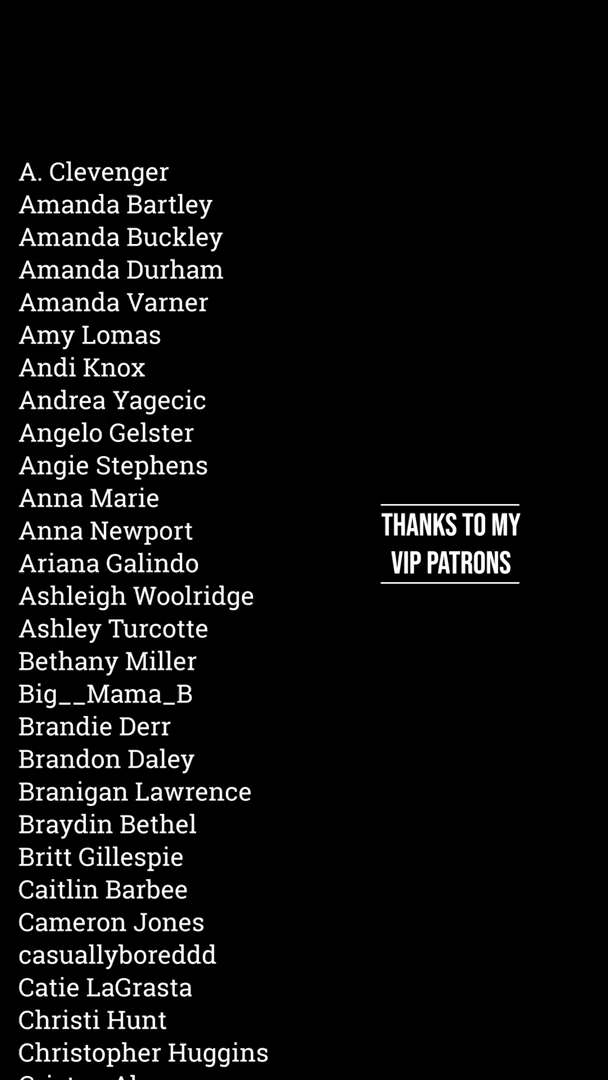 A. Clevenger
Amanda Bartley
Amanda Buckley
Amanda Durham
Amanda Varner
Amy Lomas
Andi Knox
Andrea Yagecic
Angelo Gelster
Angie Stephens
Anna Marie
Anna Newport
Ariana Galindo
Ashleigh Woolridge
Ashley Turcotte
Bethany Miller
Big__Mama_B
Brandie Derr
Brandon Daley
Branigan Lawrence
Braydin Bethel
Britt Gillespie
Caitlin Barbee
Cameron Jones
casuallyboreddd
Catie LaGrasta
Christi Hunt
Christopher Huggins
THANKS TO MY
VIP PATRONS